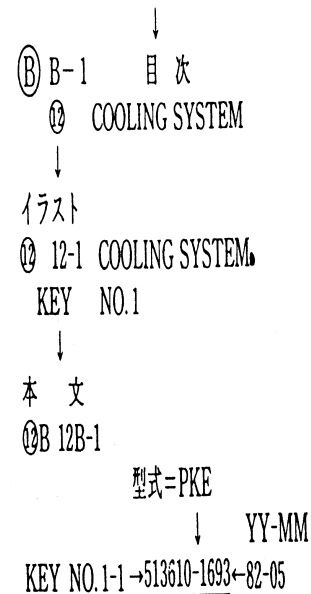 ↓
Ⓑ B-1 目次
⑫ COOLING SYSTEM
↓
イラスト
⑫ 12-1 COOLING SYSTEM
KEY NO.1
↓
本文
⑫B 12B-1
型式=PKE
↓ YY-MM
KEY NO.1-1→513610-1693←82-05